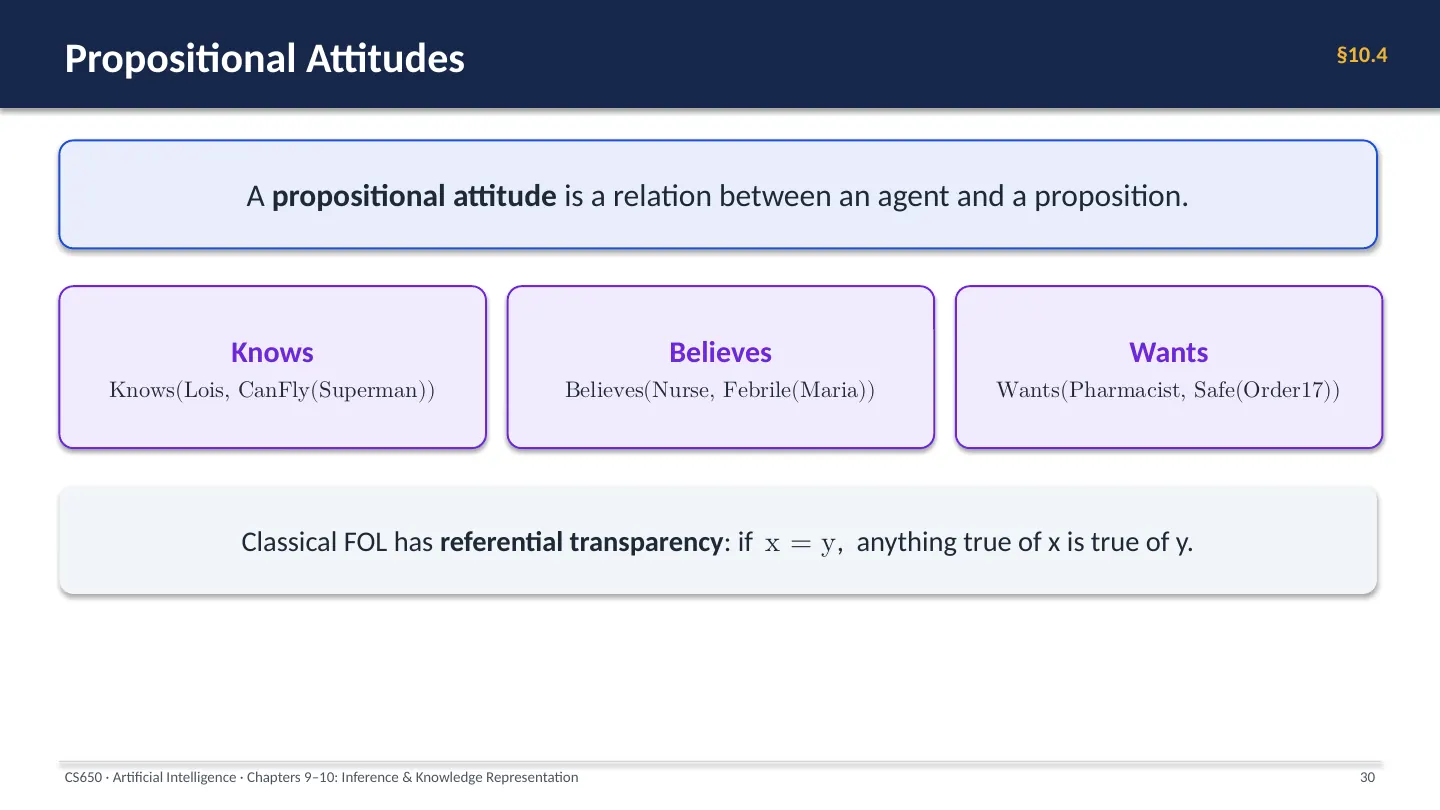 Propositional Attitudes
§10.4
A propositional attitude is a relation between an agent and a proposition.
Knows
Knows(Lois, CanFly(Superman))
Believes
Believes(Nurse, Febrile(Maria))
Wants
Wants(Pharmacist, Safe(Order17))
Classical FOL has referential transparency: if x = y, anything true of x is true of y.
CS650 · Artificial Intelligence · Chapters 9–10: Inference & Knowledge Representation
30